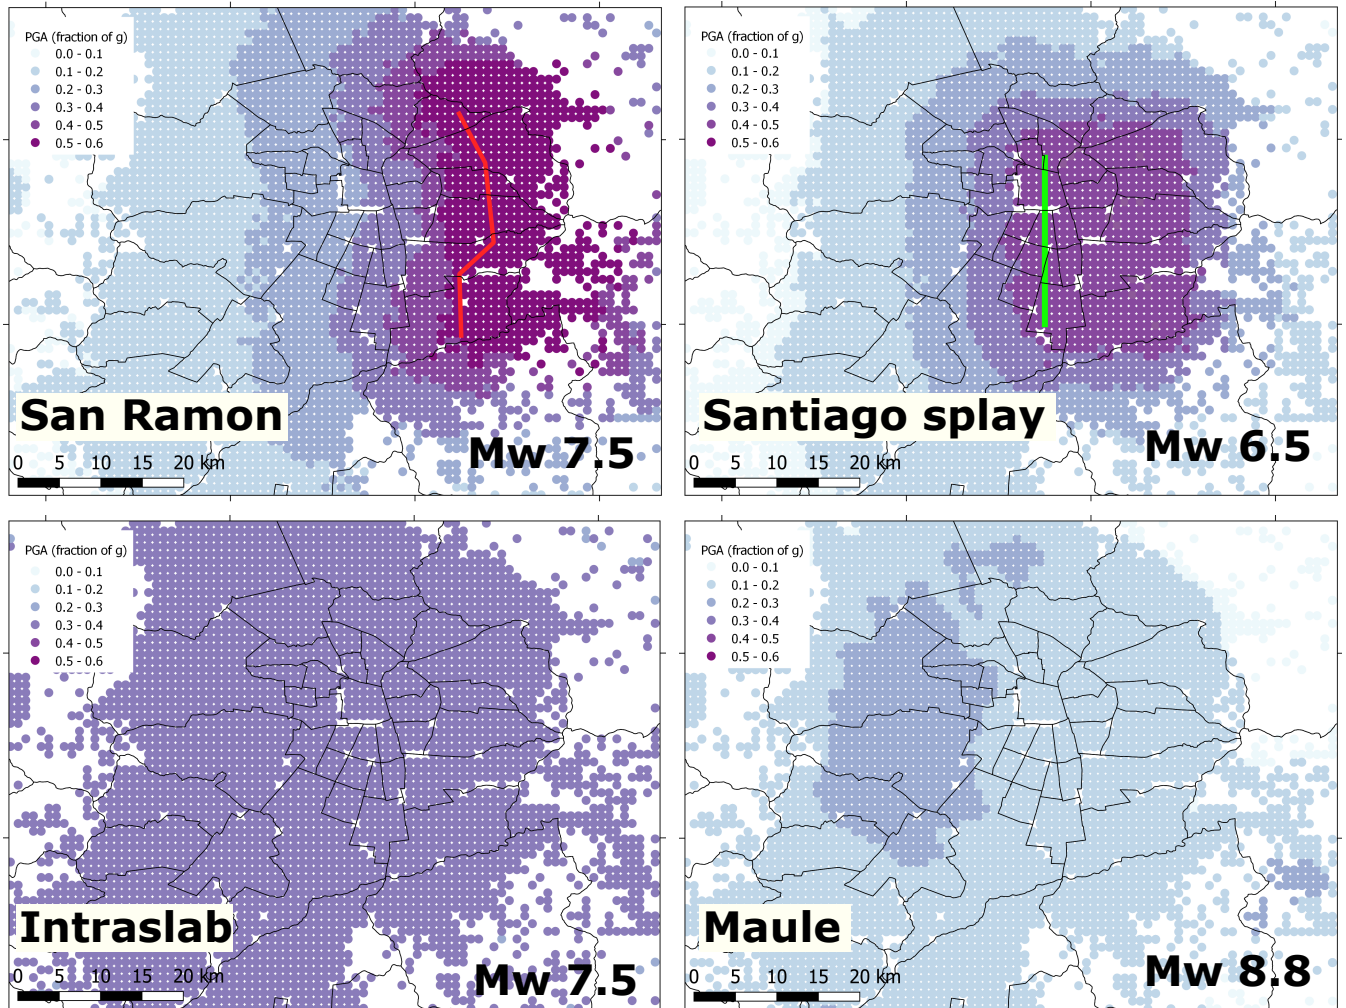 PGA (fraction of g)
0.0 - 0.1
0.1 - 0.2
0.2 - 0.3
0.3 - 0.4
0.4 - 0.5
0.5 - 0.6
San Ramon
Mw 7.5
0 5 10 15 20 km
PGA (fraction of g)
0.0 - 0.1
0.1 - 0.2
0.2 - 0.3
0.3 - 0.4
0.4 - 0.5
0.5 - 0.6
Santiago splay
Mw 6.5
0 5 10 15 20 km
PGA (fraction of g)
0.0 - 0.1
0.1 - 0.2
0.2 - 0.3
0.3 - 0.4
0.4 - 0.5
0.5 - 0.6
Intraslab
Mw 7.5
0 5 10 15 20 km
PGA (fraction of g)
0.0 - 0.1
0.1 - 0.2
0.2 - 0.3
0.3 - 0.4
0.4 - 0.5
0.5 - 0.6
Maule
Mw 8.8
0 5 10 15 20 km